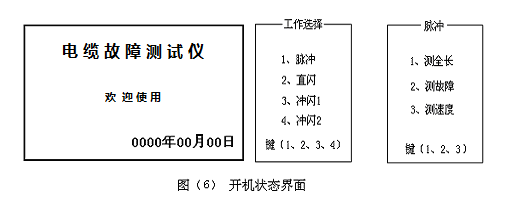 电缆故障测试仪
欢迎使用
0000年00月00日
工作选择
1、脉冲
2、直闪
3、冲闪1
4、冲闪2
键（1、2、3、4）
脉冲
1、测全长
2、测故障
3、测速度
键（1、2、3）
图（6） 开机状态界面